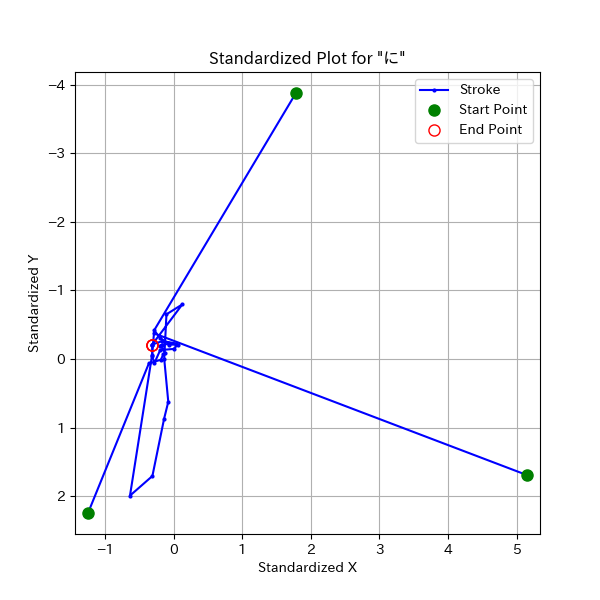 Standardized Plot for "に"
Stroke
Start Point
End Point
Standardized Y
−4
−3
−2
−1
0
1
2
−1 0 1 2 3 4 5
Standardized X